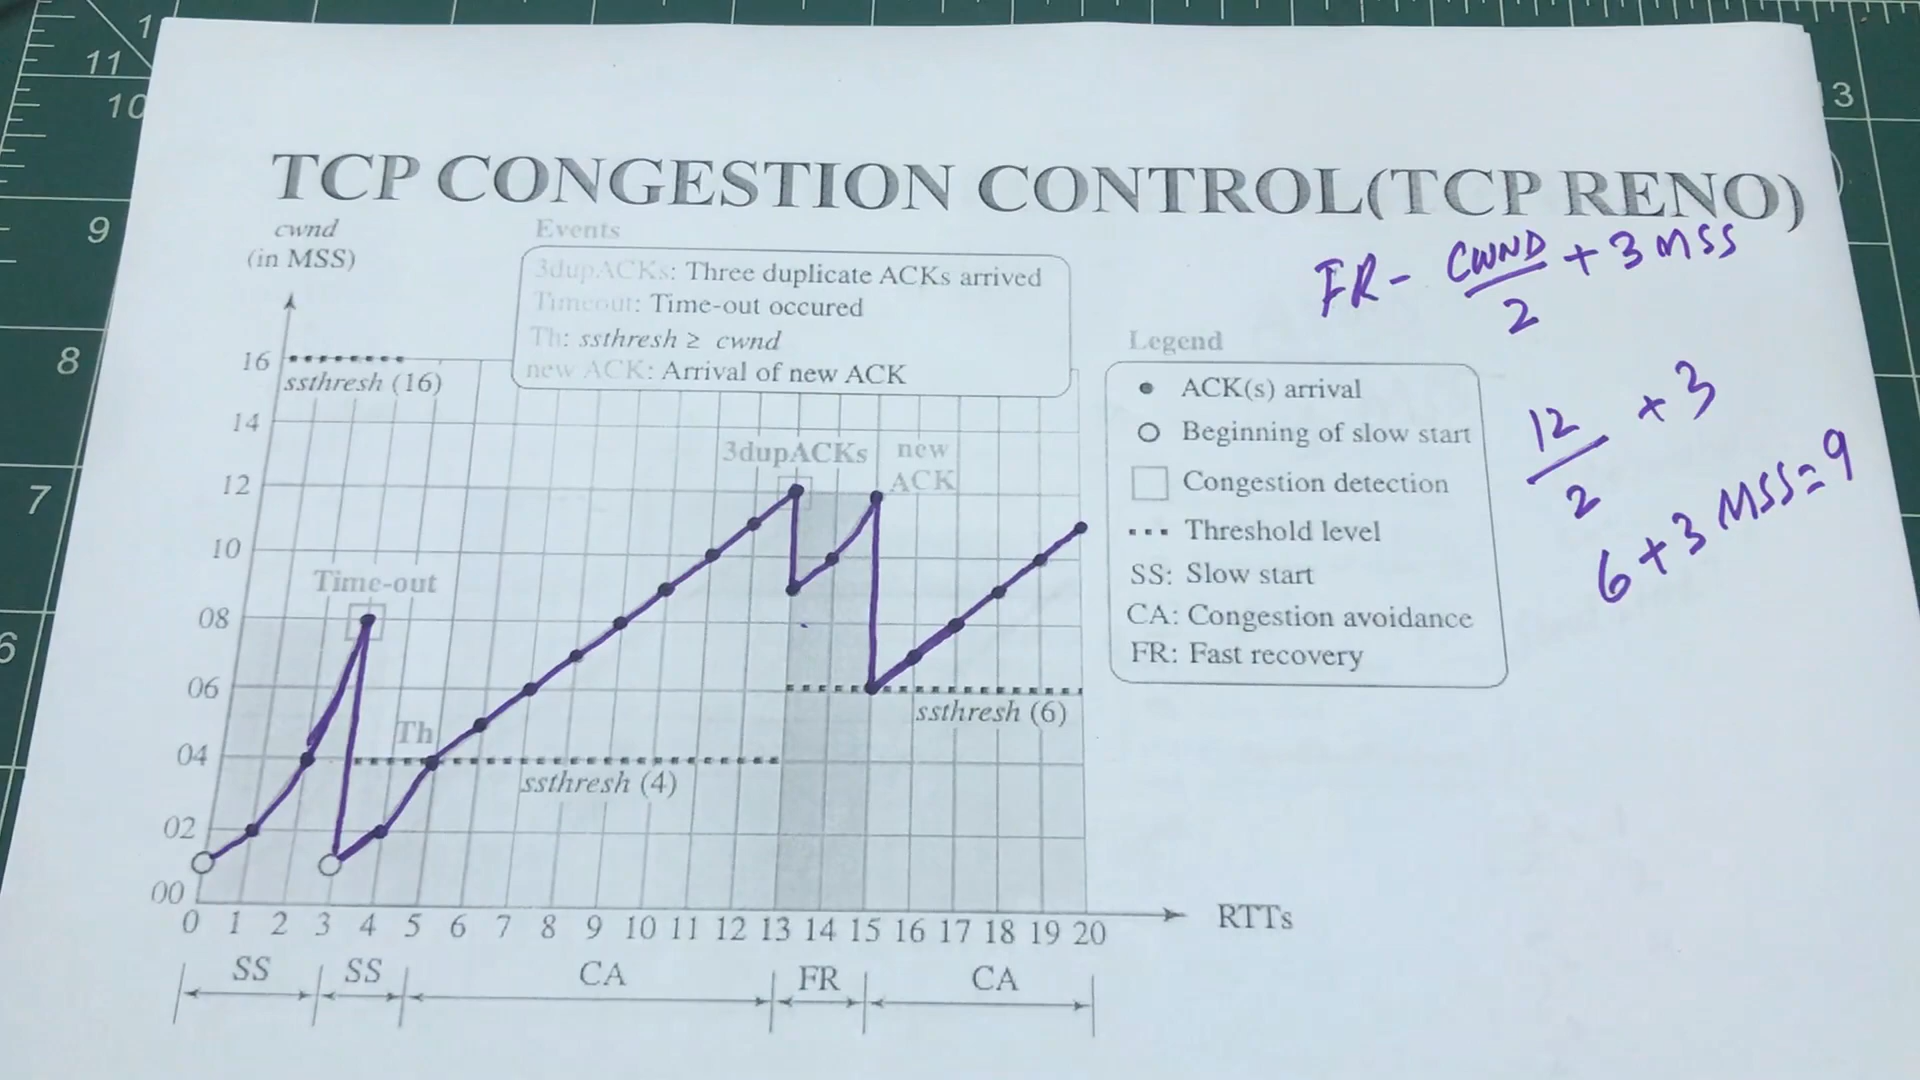 11
10
9
8
7
6
13
TCP CONGESTION CONTROL(TCP RENO)
cwnd
(in MSS)
Events
3dupACKs: Three duplicate ACKs arrived
Timeout: Time-out occured
Th: ssthresh ≥ cwnd
new ACK: Arrival of new ACK
FR - CWND/2 + 3 MSS
12/2 + 3
6 + 3 MSS = 9
Legend
ACK(s) arrival
Beginning of slow start
Congestion detection
Threshold level
SS: Slow start
CA: Congestion avoidance
FR: Fast recovery
16
ssthresh (16)
14
3dupACKs
new
ACK
12
10
Time-out
08
06
ssthresh (6)
Th
04
ssthresh (4)
02
00
0 1 2 3 4 5 6 7 8 9 10 11 12 13 14 15 16 17 18 19 20
RTTs
SS SS CA FR CA